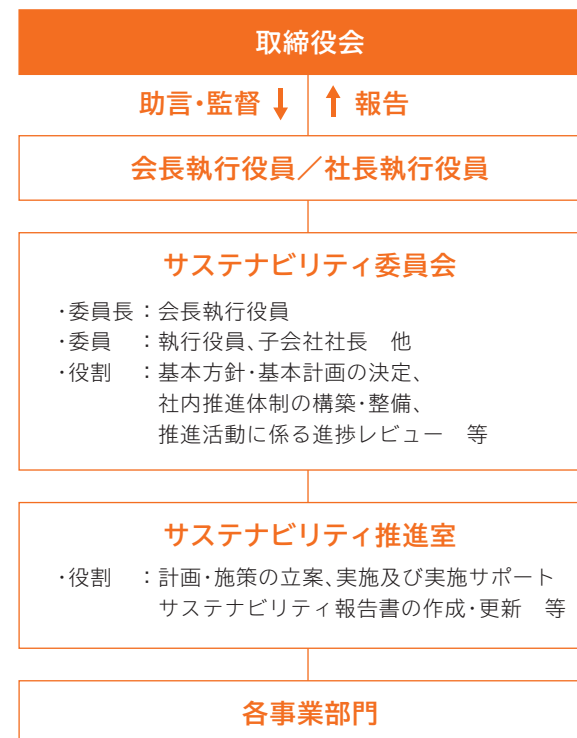 取締役会
助言・監督↓ ↑報告
会長執行役員／社長執行役員
サステナビリティ委員会
・委員長：会長執行役員
・委員　：執行役員、子会社社長　他
・役割　：基本方針・基本計画の決定、
社内推進体制の構築・整備、
推進活動に係る進捗レビュー　等
サステナビリティ推進室
・役割　：計画・施策の立案、実施及び実施サポート
サステナビリティ報告書の作成・更新　等
各事業部門